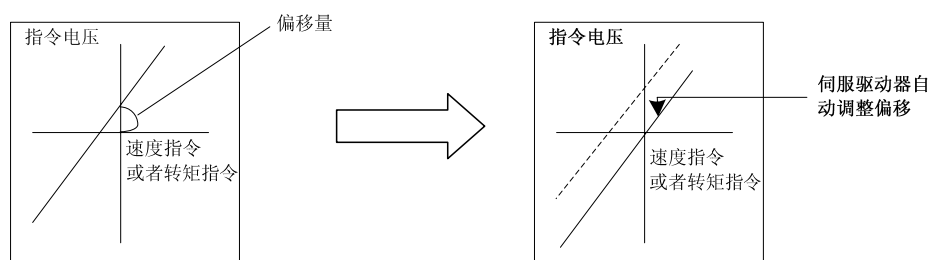 指令电压
偏移量
速度指令
或者转矩指令
指令电压
伺服驱动器自
动调整偏移
速度指令
或者转矩指令